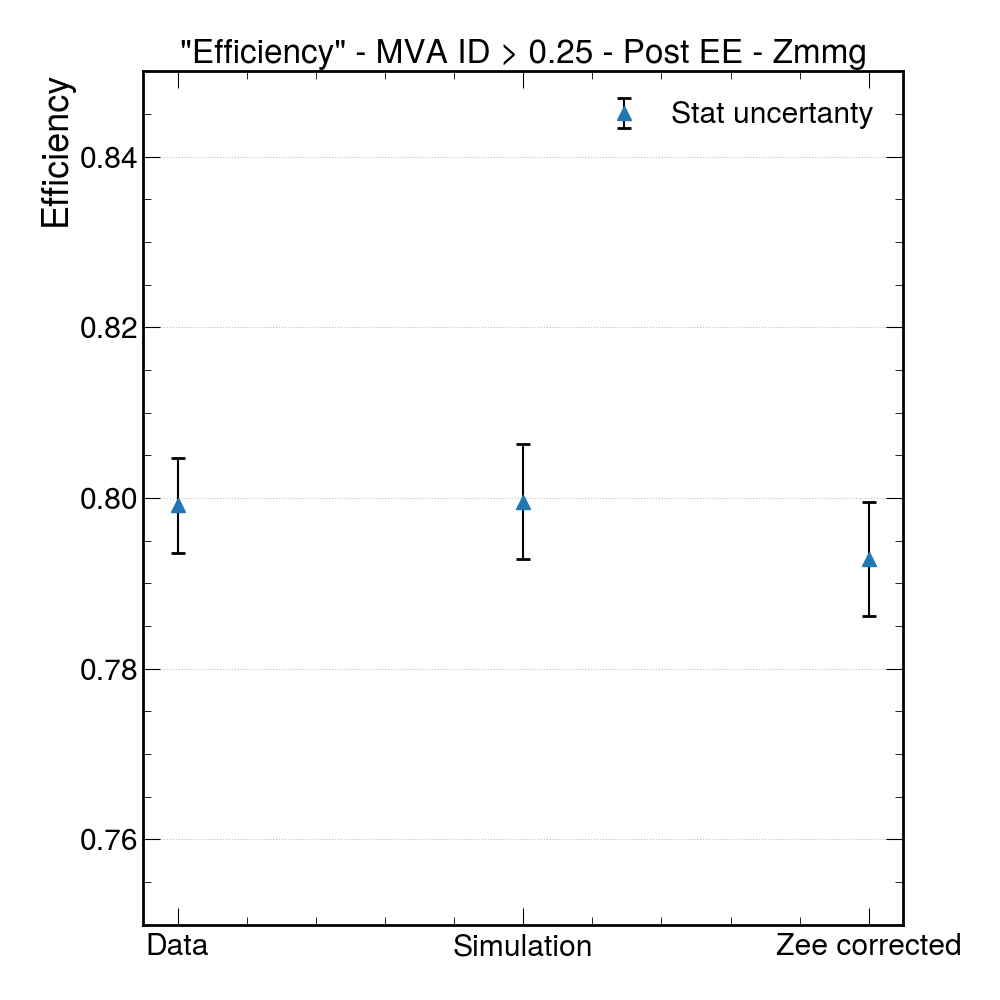 "Efficiency" - MVA ID > 0.25 - Post EE - Zmmg
Efficiency
Stat uncertanty
0.84
0.82
0.80
0.78
0.76
Data
Simulation
Zee corrected